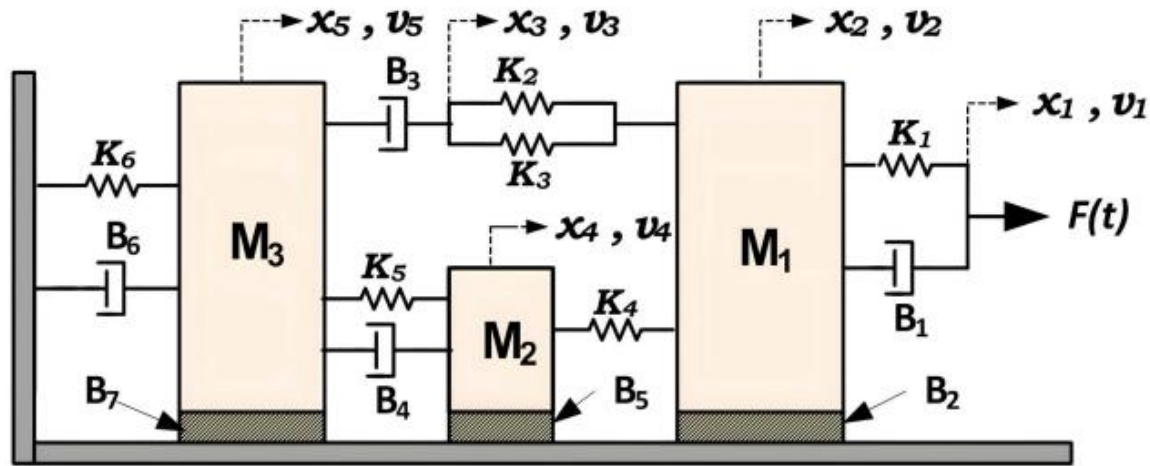 x₅ , v₅
x₃ , v₃
x₂ , v₂
B₃
K₂
K₃
x₁ , v₁
K₁
K₆
F(t)
M₃
x₄ , v₄
M₁
B₆
K₅
K₄
B₁
M₂
B₇
B₄
B₅
B₂